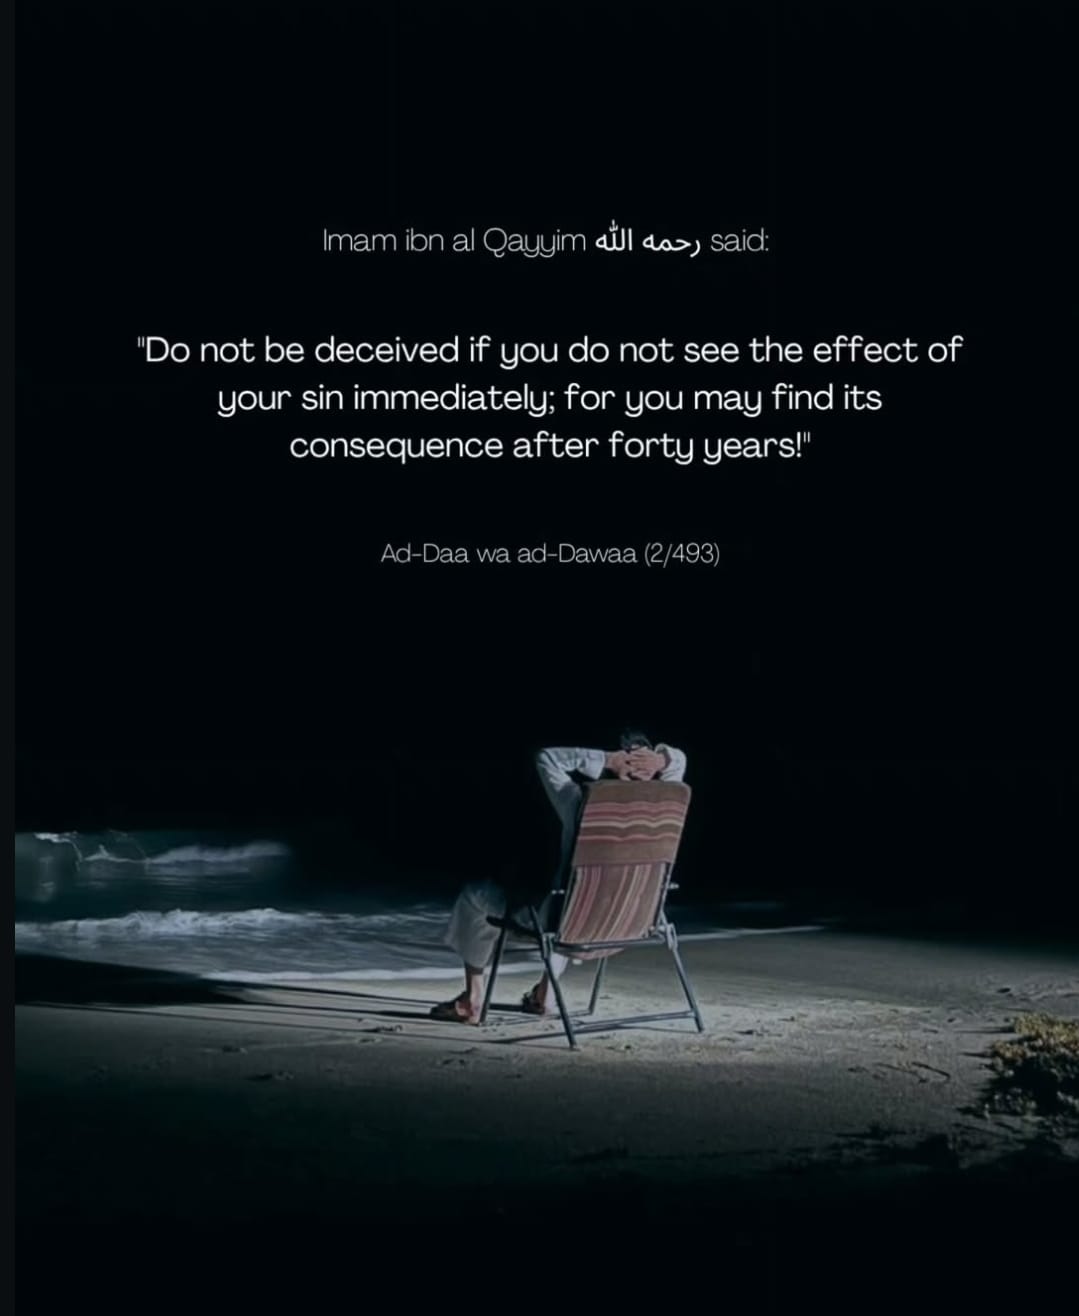 Imam ibn al Qayyim رحمه الله said:
"Do not be deceived if you do not see the effect of
your sin immediately; for you may find its
consequence after forty years!"
Ad-Daa wa ad-Dawaa (2/493)